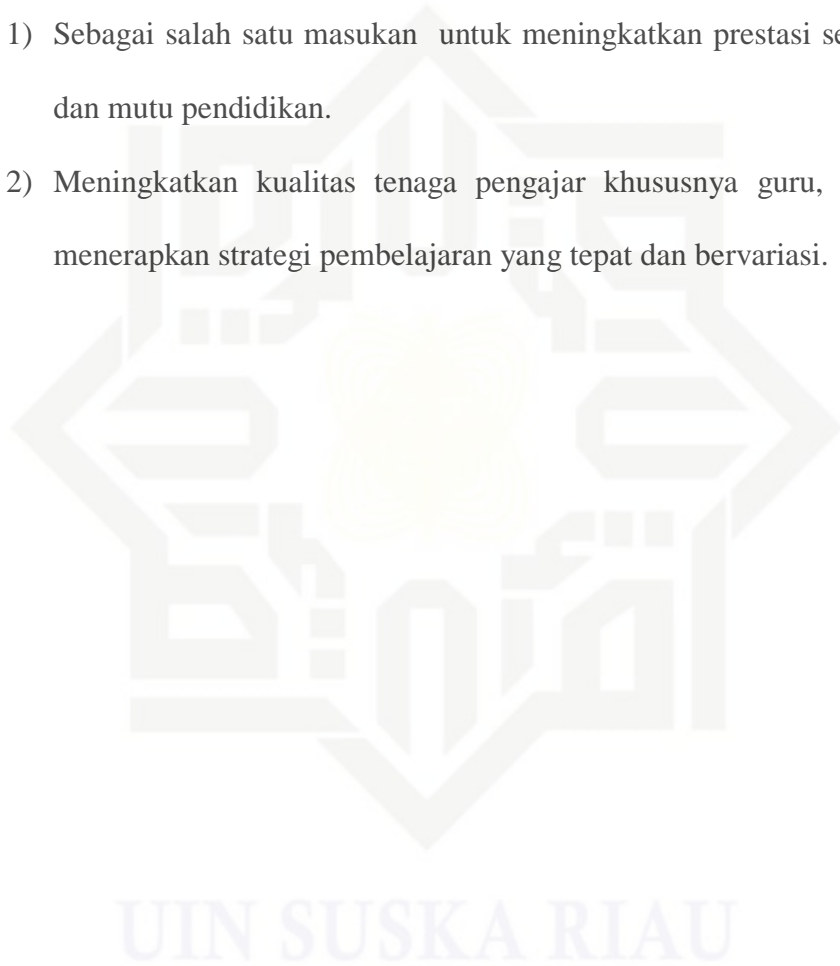 1) Sebagai salah satu masukan untuk meningkatkan prestasi
dan mutu pendidikan.
2) Meningkatkan kualitas tenaga pengajar khususnya guru,
menerapkan strategi pembelajaran yang tepat dan bervariasi.
UIN SUSKA RIAU